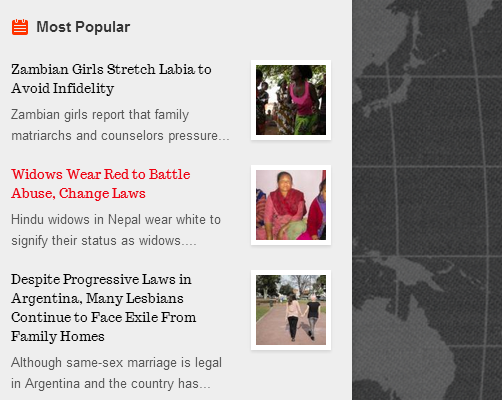 Most Popular
Zambian Girls Stretch Labia to
Avoid Infidelity
Zambian girls report that family
matriarchs and counselors pressure...
Widows Wear Red to Battle
Abuse, Change Laws
Hindu widows in Nepal wear white to
signify their status as widows....
Despite Progressive Laws in
Argentina, Many Lesbians
Continue to Face Exile From
Family Homes
Although same-sex marriage is legal
in Argentina and the country has...